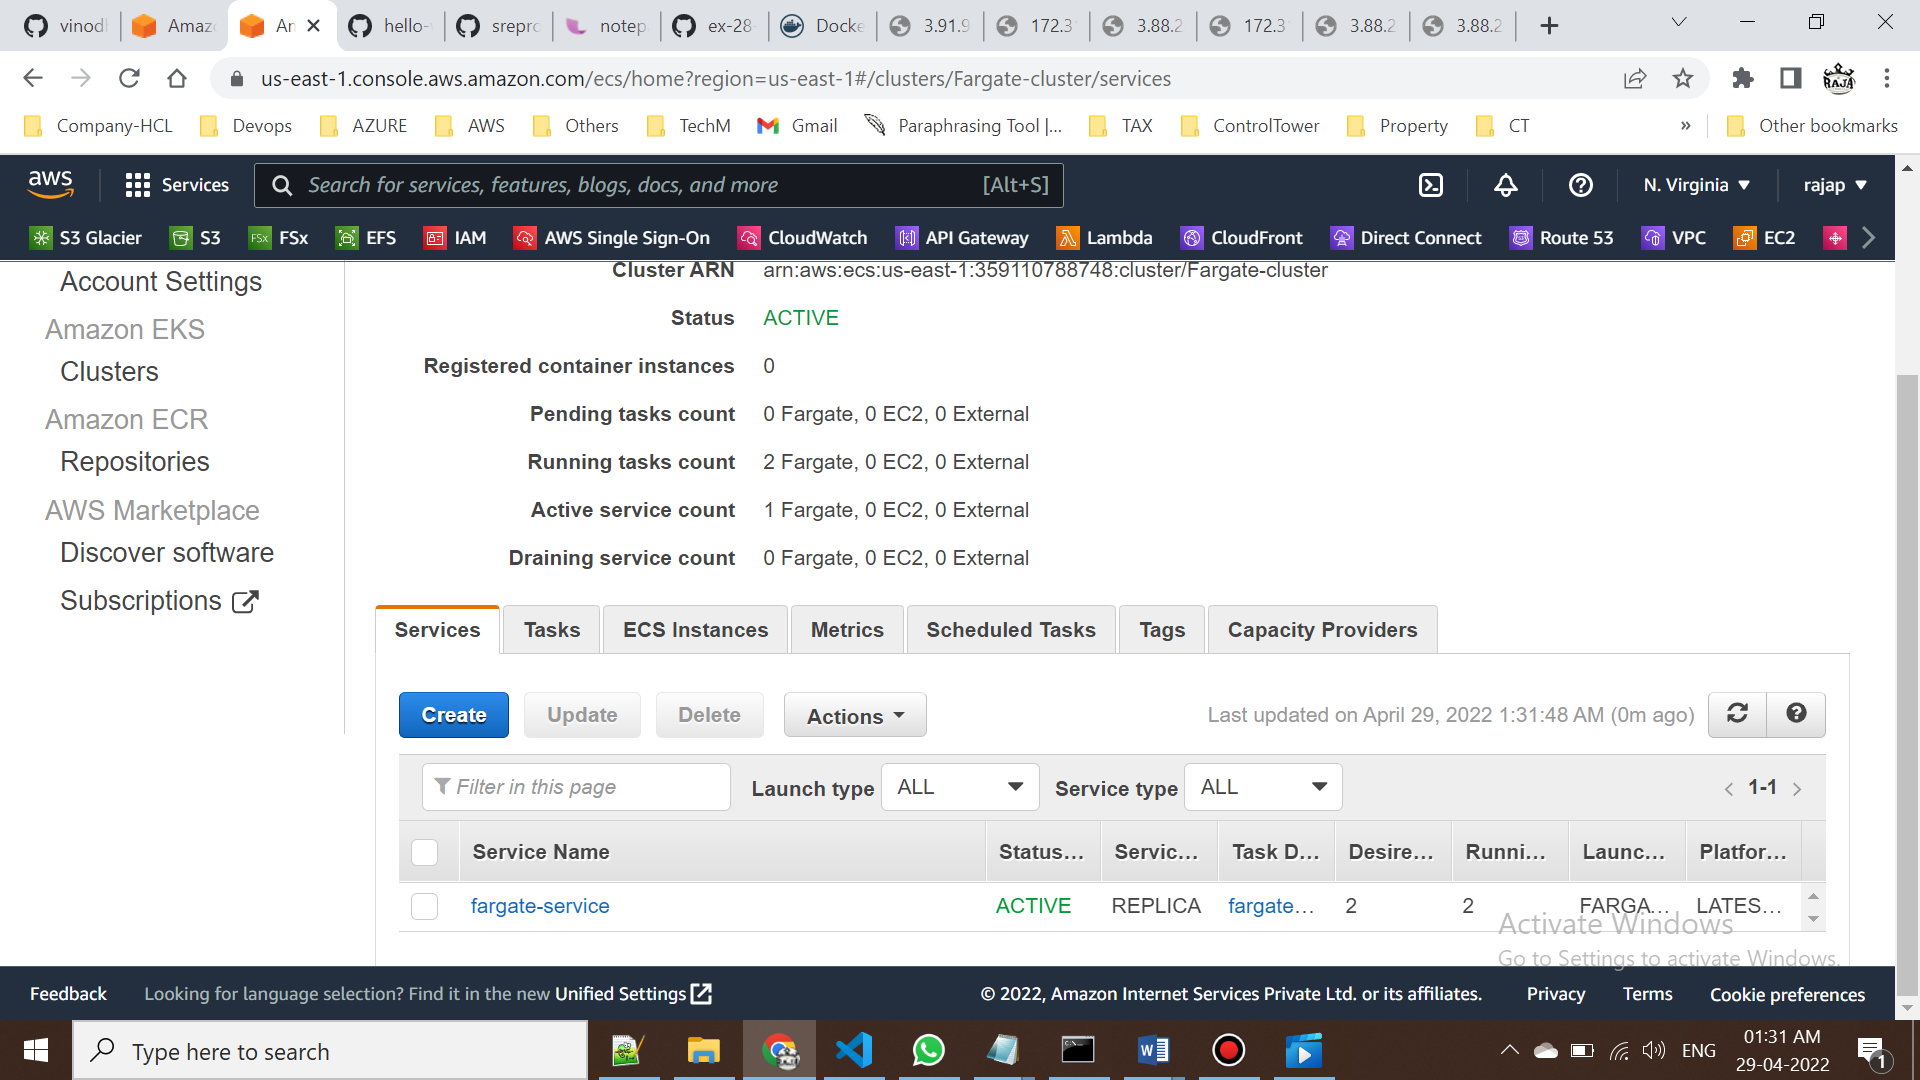 vinodh
Amaz
An
hello-
srepro
notep
ex-28
Docke
3.91.9
172.3
3.88.2
172.3
3.88.2
3.88.2
us-east-1.console.aws.amazon.com/ecs/home?region=us-east-1#/clusters/Fargate-cluster/services
Company-HCL Devops AZURE AWS Others TechM Gmail Paraphrasing Tool |... TAX ControlTower Property CT » Other bookmarks
aws Services Search for services, features, blogs, docs, and more [Alt+S] N. Virginia rajap
S3 Glacier S3 FSx EFS IAM AWS Single Sign-On CloudWatch API Gateway Lambda CloudFront Direct Connect Route 53 VPC EC2
Account Settings
Amazon EKS
Clusters
Amazon ECR
Repositories
AWS Marketplace
Discover software
Subscriptions
Cluster ARN arn:aws:ecs:us-east-1:359110788748:cluster/Fargate-cluster
Status ACTIVE
Registered container instances 0
Pending tasks count 0 Fargate, 0 EC2, 0 External
Running tasks count 2 Fargate, 0 EC2, 0 External
Active service count 1 Fargate, 0 EC2, 0 External
Draining service count 0 Fargate, 0 EC2, 0 External
Services Tasks ECS Instances Metrics Scheduled Tasks Tags Capacity Providers
Create Update Delete Actions Last updated on April 29, 2022 1:31:48 AM (0m ago)
Filter in this page Launch type ALL Service type ALL < 1-1 >
Service Name Status... Servic... Task D... Desire... Runni... Launc... Platfor...
fargate-service ACTIVE REPLICA fargate... 2 2 FARGA... LATES...
Activate Windows
Go to Settings to activate Windows.
Feedback Looking for language selection? Find it in the new Unified Settings © 2022, Amazon Internet Services Private Ltd. or its affiliates. Privacy Terms Cookie preferences
Type here to search ENG 01:31 AM
29-04-2022
1